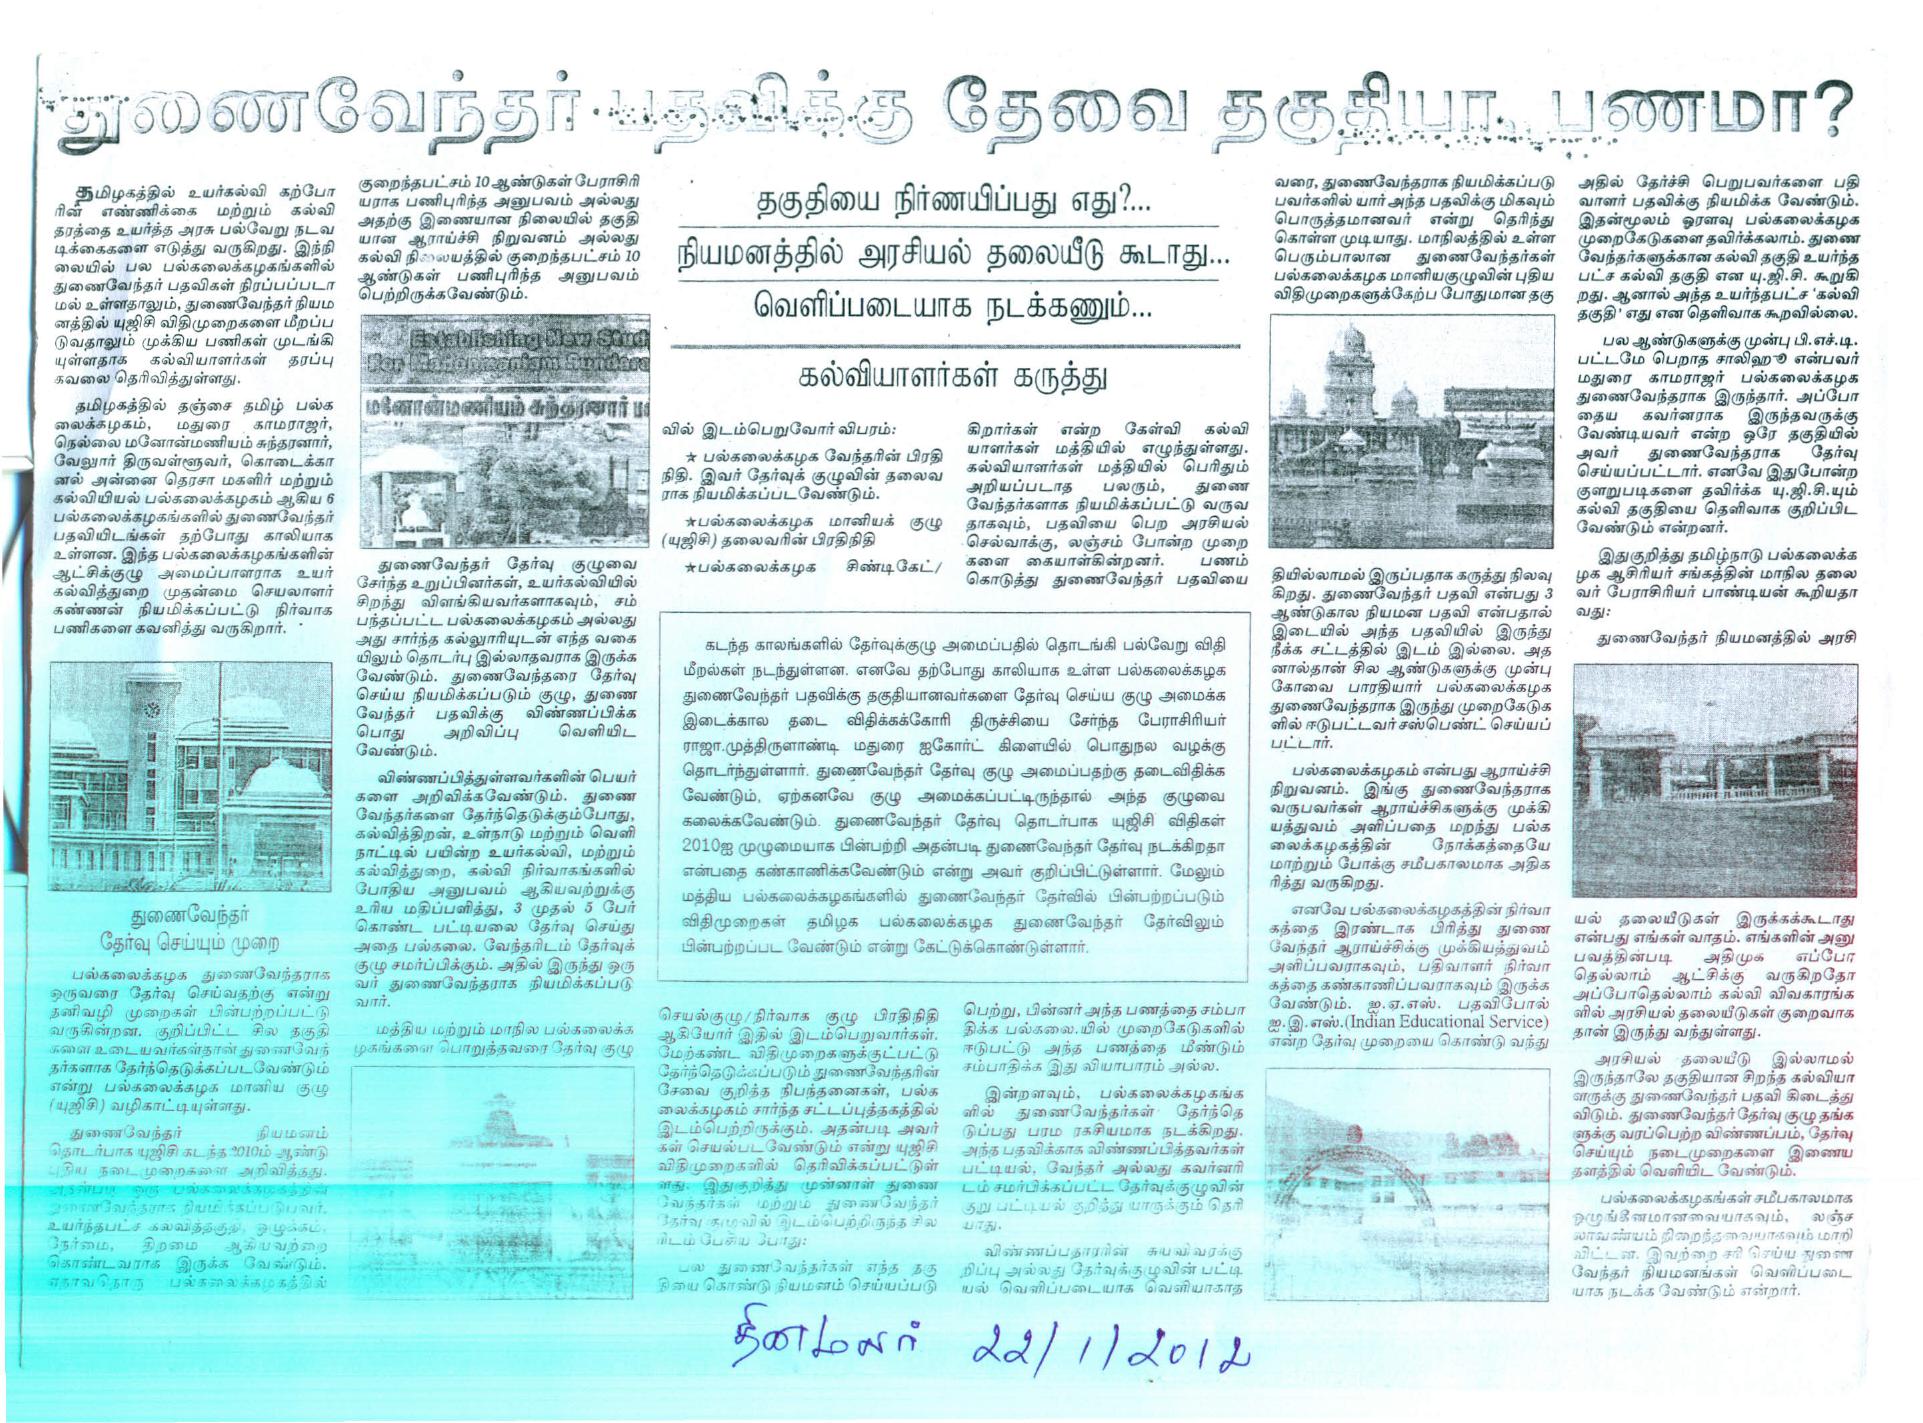 துணைவேந்தர் பதவிக்கு தேவை தகுதியா, பணமா?
தமிழகத்தில் உயர்கல்வி கற்போ
ரின் எண்ணிக்கை மற்றும் கல்வி
தரத்தை உயர்த்த அரசு பல்வேறு நடவ
டிக்கைகளை எடுத்து வருகிறது. இந்நி
லையில் பல பல்கலைக்கழகங்களில்
துணைவேந்தர் பதவிகள் நிரப்பப்படா
மல் உள்ளதாலும், துணைவேந்தர் நியம
னத்தில் யுஜிசி விதிமுறைகளை மீறப்ப
டுவதாலும் முக்கிய பணிகள் முடங்கி
யுள்ளதாக கல்வியாளர்கள் தரப்பு
கவலை தெரிவித்துள்ளது.
தமிழகத்தில் தஞ்சை தமிழ் பல்க
லைக்கழகம், மதுரை காமராஜர்,
நெல்லை மனோன்மணியம் சுந்தரனார்,
வேலூர் திருவள்ளுவர், கொடைக்கா
னல் அன்னை தெரசா மகளிர் மற்றும்
கல்வியியல் பல்கலைக்கழகம் ஆகிய 6
பல்கலைக்கழகங்களில் துணைவேந்தர்
பதவியிடங்கள் தற்போது காலியாக
உள்ளன. இந்த பல்கலைக்கழகங்களின்
ஆட்சிக்குழு அமைப்பாளராக உயர்
கல்வித்துறை முதன்மை செயலாளர்
கண்ணன் நியமிக்கப்பட்டு நிர்வாக
பணிகளை கவனித்து வருகிறார்.
துணைவேந்தர்
தேர்வு செய்யும் முறை
பல்கலைக்கழக துணைவேந்தராக
ஒருவரை தேர்வு செய்வதற்கு என்று
தனிவழி முறைகள் பின்பற்றப்பட்டு
வருகின்றன. குறிப்பிட்ட சில தகுதி
களை உடையவர்கள்தான் துணைவேந்
தர்களாக தேர்ந்தெடுக்கப்படவேண்டும்
என்று பல்கலைக்கழக மானிய குழு
(யுஜிசி) வழிகாட்டியுள்ளது.
துணைவேந்தர் நியமனம்
தொடர்பாக யுஜிசி கடந்த 2010ம் ஆண்டு
புதிய நடைமுறைகளை அறிவித்தது.
அதன்படி ஒரு பல்கலைக்கழகத்தின்
துணைவேந்தராக நியமிக்கப்படுபவர்.
உயர்ந்தபட்ச கல்வித்தகுதி, ஒழுக்கம்,
நேர்மை, திறமை ஆகியவற்றை
கொண்டவராக இருக்க வேண்டும்.
ஏதாவதொரு பல்கலைக்கழகத்தில்
குறைந்தபட்சம் 10 ஆண்டுகள் பேராசிரி
யராக பணிபுரிந்த அனுபவம் அல்லது
அதற்கு இணையான நிலையில் தகுதி
யான ஆராய்ச்சி நிறுவனம் அல்லது
கல்வி நிலையத்தில் குறைந்தபட்சம் 10
ஆண்டுகள் பணிபுரிந்த அனுபவம்
பெற்றிருக்கவேண்டும்.
மனோன்மணியம் சுந்தரனார்
துணைவேந்தர் தேர்வு குழுவை
சேர்ந்த உறுப்பினர்கள், உயர்கல்வியில்
சிறந்து விளங்கியவர்களாகவும், சம்
பந்தப்பட்ட பல்கலைக்கழகம் அல்லது
அது சார்ந்த கல்லூரியுடன் எந்த வகை
யிலும் தொடர்பு இல்லாதவராக இருக்க
வேண்டும். துணைவேந்தரை தேர்வு
செய்ய நியமிக்கப்படும் குழு, துணை
வேந்தர் பதவிக்கு விண்ணப்பிக்க
பொது அறிவிப்பு வெளியிட
வேண்டும்.
விண்ணப்பித்துள்ளவர்களின் பெயர்
களை அறிவிக்கவேண்டும். துணை
வேந்தர்களை தேர்ந்தெடுக்கும்போது,
கல்வித்திறன், உள்நாடு மற்றும் வெளி
நாட்டில் பயின்ற உயர்கல்வி, மற்றும்
கல்வித்துறை, கல்வி நிர்வாகங்களில்
போதிய அனுபவம் ஆகியவற்றுக்கு
உரிய மதிப்பளித்து, 3 முதல் 5 பேர்
கொண்ட பட்டியலை தேர்வு செய்து
அதை பல்கலை. வேந்தரிடம் தேர்வுக்
குழு சமர்ப்பிக்கும். அதில் இருந்து ஒரு
வர் துணைவேந்தராக நியமிக்கப்படு
வார்.
மத்திய மற்றும் மாநில பல்கலைக்க
ழகங்களை பொறுத்தவரை தேர்வு குழு
தகுதியை நிர்ணயிப்பது எது?...
நியமனத்தில் அரசியல் தலையீடு கூடாது...
வெளிப்படையாக நடக்கணும்...
கல்வியாளர்கள் கருத்து
வில் இடம்பெறுவோர் விபரம்:
★ பல்கலைக்கழக வேந்தரின் பிரதி
நிதி. இவர் தேர்வுக் குழுவின் தலைவ
ராக நியமிக்கப்படவேண்டும்.
★பல்கலைக்கழக மானியக் குழு
(யுஜிசி) தலைவரின் பிரதிநிதி
★பல்கலைக்கழக சிண்டிகேட்/
கிறார்கள் என்ற கேள்வி கல்வி
யாளர்கள் மத்தியில் எழுந்துள்ளது.
கல்வியாளர்கள் மத்தியில் பெரிதும்
அறியப்படாத பலரும், துணை
வேந்தர்களாக நியமிக்கப்பட்டு வருவ
தாகவும், பதவியை பெற அரசியல்
செல்வாக்கு, லஞ்சம் போன்ற முறை
களை கையாள்கின்றனர். பணம்
கொடுத்து துணைவேந்தர் பதவியை
கடந்த காலங்களில் தேர்வுக்குழு அமைப்பதில் தொடங்கி பல்வேறு விதி
மீறல்கள் நடந்துள்ளன. எனவே தற்போது காலியாக உள்ள பல்கலைக்கழக
துணைவேந்தர் பதவிக்கு தகுதியானவர்களை தேர்வு செய்ய குழு அமைக்க
இடைக்கால தடை விதிக்கக்கோரி திருச்சியை சேர்ந்த பேராசிரியர்
ராஜா.முத்திருளாண்டி மதுரை ஐகோர்ட் கிளையில் பொதுநல வழக்கு
தொடர்ந்துள்ளார். துணைவேந்தர் தேர்வு குழு அமைப்பதற்கு தடைவிதிக்க
வேண்டும், ஏற்கனவே குழு அமைக்கப்பட்டிருந்தால் அந்த குழுவை
கலைக்கவேண்டும். துணைவேந்தர் தேர்வு தொடர்பாக யுஜிசி விதிகள்
2010ஐ முழுமையாக பின்பற்றி அதன்படி துணைவேந்தர் தேர்வு நடக்கிறதா
என்பதை கண்காணிக்கவேண்டும் என்று அவர் குறிப்பிட்டுள்ளார். மேலும்
மத்திய பல்கலைக்கழகங்களில் துணைவேந்தர் தேர்வில் பின்பற்றப்படும்
விதிமுறைகள் தமிழக பல்கலைக்கழக துணைவேந்தர் தேர்விலும்
பின்பற்றப்பட வேண்டும் என்று கேட்டுக்கொண்டுள்ளார்.
செயல்குழு/நிர்வாக குழு பிரதிநிதி
ஆகியோர் இதில் இடம்பெறுவார்கள்.
மேற்கண்ட விதிமுறைகளுக்குட்பட்டு
தேர்ந்தெடுக்கப்படும் துணைவேந்தரின்
சேவை குறித்த நிபந்தனைகள், பல்க
லைக்கழகம் சார்ந்த சட்டப்புத்தகத்தில்
இடம்பெற்றிருக்கும். அதன்படி அவர்
கள் செயல்படவேண்டும் என்று யுஜிசி
விதிமுறைகளில் தெரிவிக்கப்பட்டுள்
ளது. இதுகுறித்து முன்னாள் துணை
வேந்தர்கள் மற்றும் துணைவேந்தர்
தேர்வு குழுவில் இடம்பெற்றிருந்த சில
ரிடம் பேசிய போது:
பல துணைவேந்தர்கள் எந்த தகு
தியை கொண்டு நியமனம் செய்யப்படு
பெற்று, பின்னர் அந்த பணத்தை சம்பா
திக்க பல்கலை.யில் முறைகேடுகளில்
ஈடுபட்டு அந்த பணத்தை மீண்டும்
சம்பாதிக்க இது வியாபாரம் அல்ல.
இன்றளவும், பல்கலைக்கழகங்க
ளில் துணைவேந்தர்கள் தேர்ந்தெ
டுப்பது பரம ரகசியமாக நடக்கிறது.
அந்த பதவிக்காக விண்ணப்பித்தவர்கள்
பட்டியல், வேந்தர் அல்லது கவர்னரி
டம் சமர்பிக்கப்பட்ட தேர்வுக்குழுவின்
குறு பட்டியல் குறித்து யாருக்கும் தெரி
யாது.
விண்ணப்பதாரரின் சுயவிவரக்கு
றிப்பு அல்லது தேர்வுக்குழுவின் பட்டி
யல் வெளிப்படையாக வெளியாகாத
வரை, துணைவேந்தராக நியமிக்கப்படு
பவர்களில் யார் அந்த பதவிக்கு மிகவும்
பொருத்தமானவர் என்று தெரிந்து
கொள்ள முடியாது. மாநிலத்தில் உள்ள
பெரும்பாலான துணைவேந்தர்கள்
பல்கலைக்கழக மானியகுழுவின் புதிய
விதிமுறைகளுக்கேற்ப போதுமான தகு
தியில்லாமல் இருப்பதாக கருத்து நிலவு
கிறது. துணைவேந்தர் பதவி என்பது 3
ஆண்டுகால நியமன பதவி என்பதால்
இடையில் அந்த பதவியில் இருந்து
நீக்க சட்டத்தில் இடம் இல்லை. அத
னால்தான் சில ஆண்டுகளுக்கு முன்பு
கோவை பாரதியார் பல்கலைக்கழக
துணைவேந்தராக இருந்து முறைகேடுக
ளில் ஈடுபட்டவர் சஸ்பெண்ட் செய்யப்
பட்டார்.
பல்கலைக்கழகம் என்பது ஆராய்ச்சி
நிறுவனம். இங்கு துணைவேந்தராக
வருபவர்கள் ஆராய்ச்சிகளுக்கு முக்கி
யத்துவம் அளிப்பதை மறந்து பல்க
லைக்கழகத்தின் நோக்கத்தையே
மாற்றும் போக்கு சமீபகாலமாக அதிக
ரித்து வருகிறது.
எனவே பல்கலைக்கழகத்தின் நிர்வா
கத்தை இரண்டாக பிரித்து துணை
வேந்தர் ஆராய்ச்சிக்கு முக்கியத்துவம்
அளிப்பவராகவும், பதிவாளர் நிர்வா
கத்தை கண்காணிப்பவராகவும் இருக்க
வேண்டும். ஐ.ஏ.எஸ். பதவிபோல்
ஐ.இ.எஸ்.(Indian Educational Service)
என்ற தேர்வு முறையை கொண்டு வந்து
அதில் தேர்ச்சி பெறுபவர்களை பதி
வாளர் பதவிக்கு நியமிக்க வேண்டும்.
இதன்மூலம் ஓரளவு பல்கலைக்கழக
முறைகேடுகளை தவிர்க்கலாம். துணை
வேந்தர்களுக்கான கல்வி தகுதி உயர்ந்த
பட்ச கல்வி தகுதி என யு.ஜி.சி. கூறுகி
றது. ஆனால் அந்த உயர்ந்தபட்ச 'கல்வி
தகுதி' எது என தெளிவாக கூறவில்லை.
பல ஆண்டுகளுக்கு முன்பு பி.எச்.டி.
பட்டமே பெறாத சாலிஹு என்பவர்
மதுரை காமராஜர் பல்கலைக்கழக
துணைவேந்தராக இருந்தார். அப்போ
தைய கவர்னராக இருந்தவருக்கு
வேண்டியவர் என்ற ஒரே தகுதியில்
அவர் துணைவேந்தராக தேர்வு
செய்யப்பட்டார். எனவே இதுபோன்ற
குளறுபடிகளை தவிர்க்க யு.ஜி.சி.யும்
கல்வி தகுதியை தெளிவாக குறிப்பிட
வேண்டும் என்றனர்.
இதுகுறித்து தமிழ்நாடு பல்கலைக்க
ழக ஆசிரியர் சங்கத்தின் மாநில தலை
வர் பேராசிரியர் பாண்டியன் கூறியதா
வது:
துணைவேந்தர் நியமனத்தில் அரசி
யல் தலையீடுகள் இருக்கக்கூடாது
என்பது எங்கள் வாதம். எங்களின் அனு
பவத்தின்படி அதிமுக எப்போ
தெல்லாம் ஆட்சிக்கு வருகிறதோ
அப்போதெல்லாம் கல்வி விவகாரங்க
ளில் அரசியல் தலையீடுகள் குறைவாக
தான் இருந்து வந்துள்ளது.
அரசியல் தலையீடு இல்லாமல்
இருந்தாலே தகுதியான சிறந்த கல்வியா
ளருக்கு துணைவேந்தர் பதவி கிடைத்து
விடும். துணைவேந்தர் தேர்வு குழு தங்க
ளுக்கு வரப்பெற்ற விண்ணப்பம், தேர்வு
செய்யும் நடைமுறைகளை இணைய
தளத்தில் வெளியிட வேண்டும்.
பல்கலைக்கழகங்கள் சமீபகாலமாக
ஒழுங்கீனமானவையாகவும், லஞ்ச
லாவண்யம் நிறைந்தவையாகவும் மாறி
விட்டன. இவற்றை சரி செய்ய துணை
வேந்தர் நியமனங்கள் வெளிப்படை
யாக நடக்க வேண்டும் என்றார்.
தினமலர் 22/1/2012